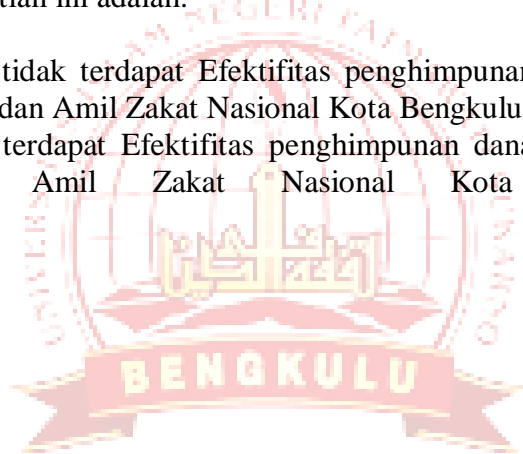 tian ini adalah:
tidak terdapat Efektifitas penghimpunan
dan Amil Zakat Nasional Kota Bengkulu
terdapat Efektifitas penghimpunan dana
Amil Zakat Nasional Kota
BENGKULU